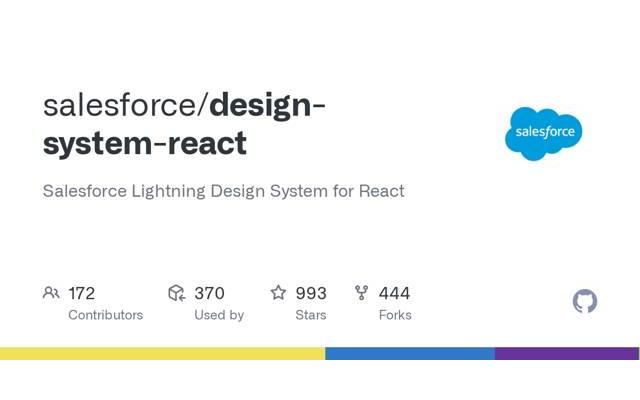 salesforce/design-
system-react
salesforce
Salesforce Lightning Design System for React
172
Contributors
370
Used by
993
Stars
444
Forks